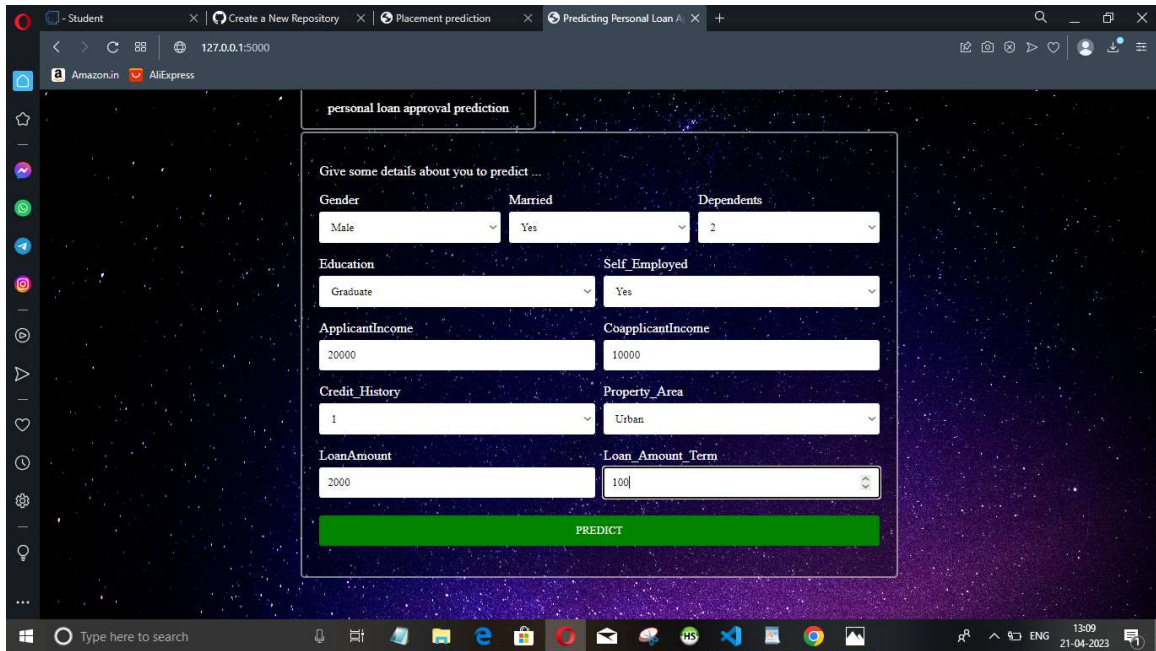 - Student
Create a New Repository
Placement prediction
Predicting Personal Loan A
127.0.0.1:5000
a Amazon.in
AliExpress
personal loan approval prediction
Give some details about you to predict ...
Gender Married Dependents
Male Yes 2
Education Self_Employed
Graduate Yes
ApplicantIncome CoapplicantIncome
20000 10000
Credit_History Property_Area
1 Urban
LoanAmount Loan_Amount_Term
2000 100
PREDICT
Type here to search
HS
ENG
13:09
21-04-2023